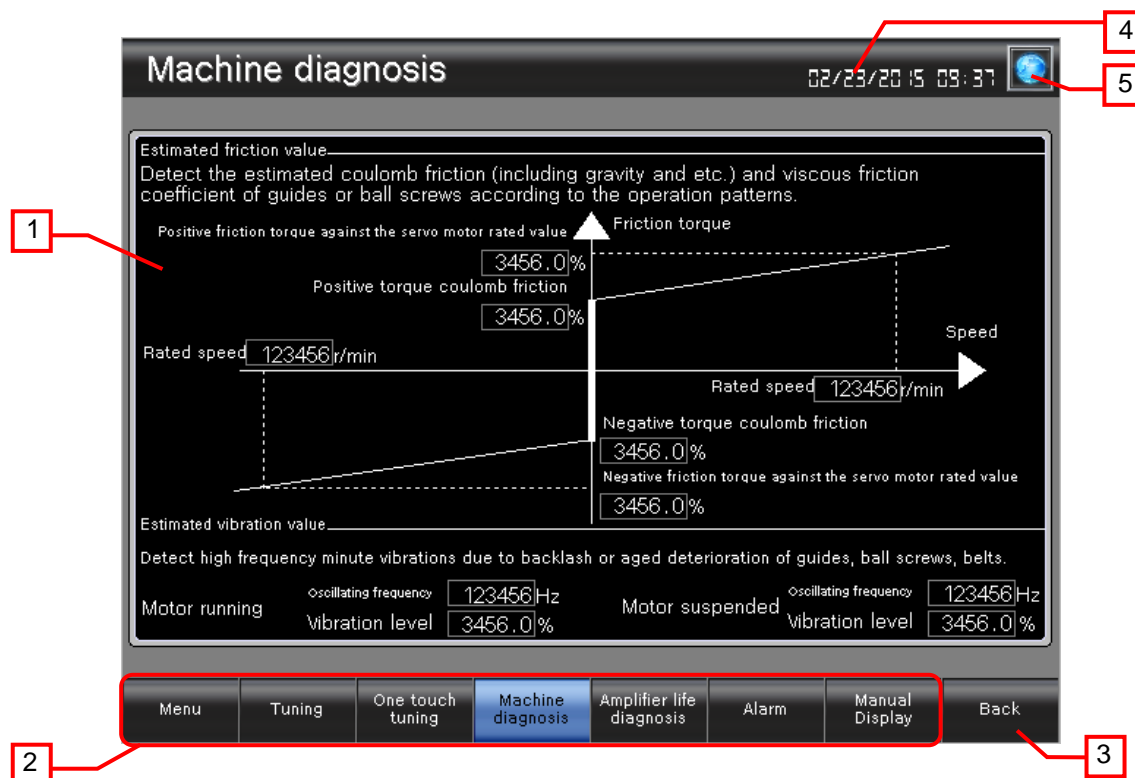 4
Machine diagnosis
02/23/2015 09:37
5
Estimated friction value
Detect the estimated coulomb friction (including gravity and etc.) and viscous friction
coefficient of guides or ball screws according to the operation patterns.
1
Positive friction torque against the servo motor rated value
Friction torque
3456.0%
Positive torque coulomb friction
3456.0%
Speed
Rated speed 123456 r/min
Rated speed 123456 r/min
Negative torque coulomb friction
3456.0 %
Negative friction torque against the servo motor rated value
3456.0 %
Estimated vibration value
Detect high frequency minute vibrations due to backlash or aged deterioration of guides, ball screws, belts.
Motor running
Oscillating frequency 123456 Hz
Vibration level 3456.0 %
Motor suspended
Oscillating frequency 123456 Hz
Vibration level 3456.0 %
Menu
Tuning
One touch
tuning
Machine
diagnosis
Amplifier life
diagnosis
Alarm
Manual
Display
Back
2
3